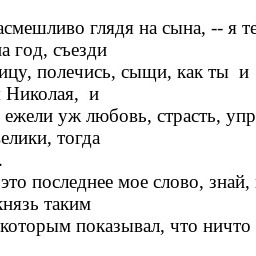 асмешливо глядя на сына, -- я те
а год, съезди
ицу, полечись, сыщи, как ты и
Николая, и
ежели уж любовь, страсть, упр
елики, тогда
.
это последнее мое слово, знай,
князь таким
которым показывал, что ничто